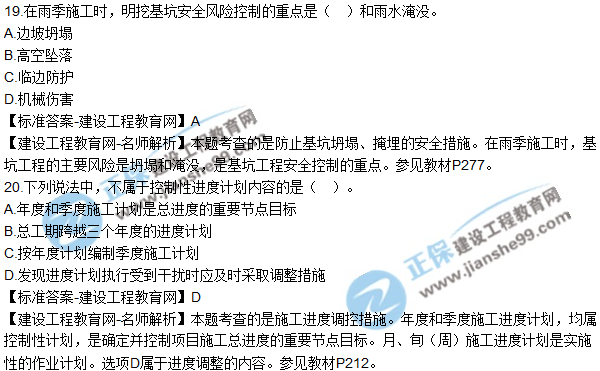 19.在雨季施工时，明挖基坑安全风险控制的重点是（　）和雨水淹没。
A.边坡坍塌
B.高空坠落
C.临边防护
D.机械伤害
【标准答案-建设工程教育网】A
【建设工程教育网-名师解析】本题考查的是防止基坑坍塌、掩埋的安全措施。在雨季施工时，基
坑工程的主要风险是坍塌和淹没，是基坑工程安全控制的重点。参见教材P277。
20.下列说法中，不属于控制性进度计划内容的是（　）。
A.年度和季度施工计划是总进度的重要节点目标
B.总工期跨越三个年度的进度计划
C.按年度计划编制季度施工计划
D.发现进度计划执行受到干扰时应及时采取调整措施
【标准答案-建设工程教育网】D
【建设工程教育网-名师解析】本题考查的是施工进度调控措施。年度和季度施工进度计划，均属
控制性计划，是确定并控制项目施工总进度的重要节点目标。月、旬（周）施工进度计划是实施
性的作业计划。选项D属于进度调整的内容。参见教材P212。
正保建设工程教育网
www.jianshe99.com
正保建设工程教育网
www.jianshe99.com